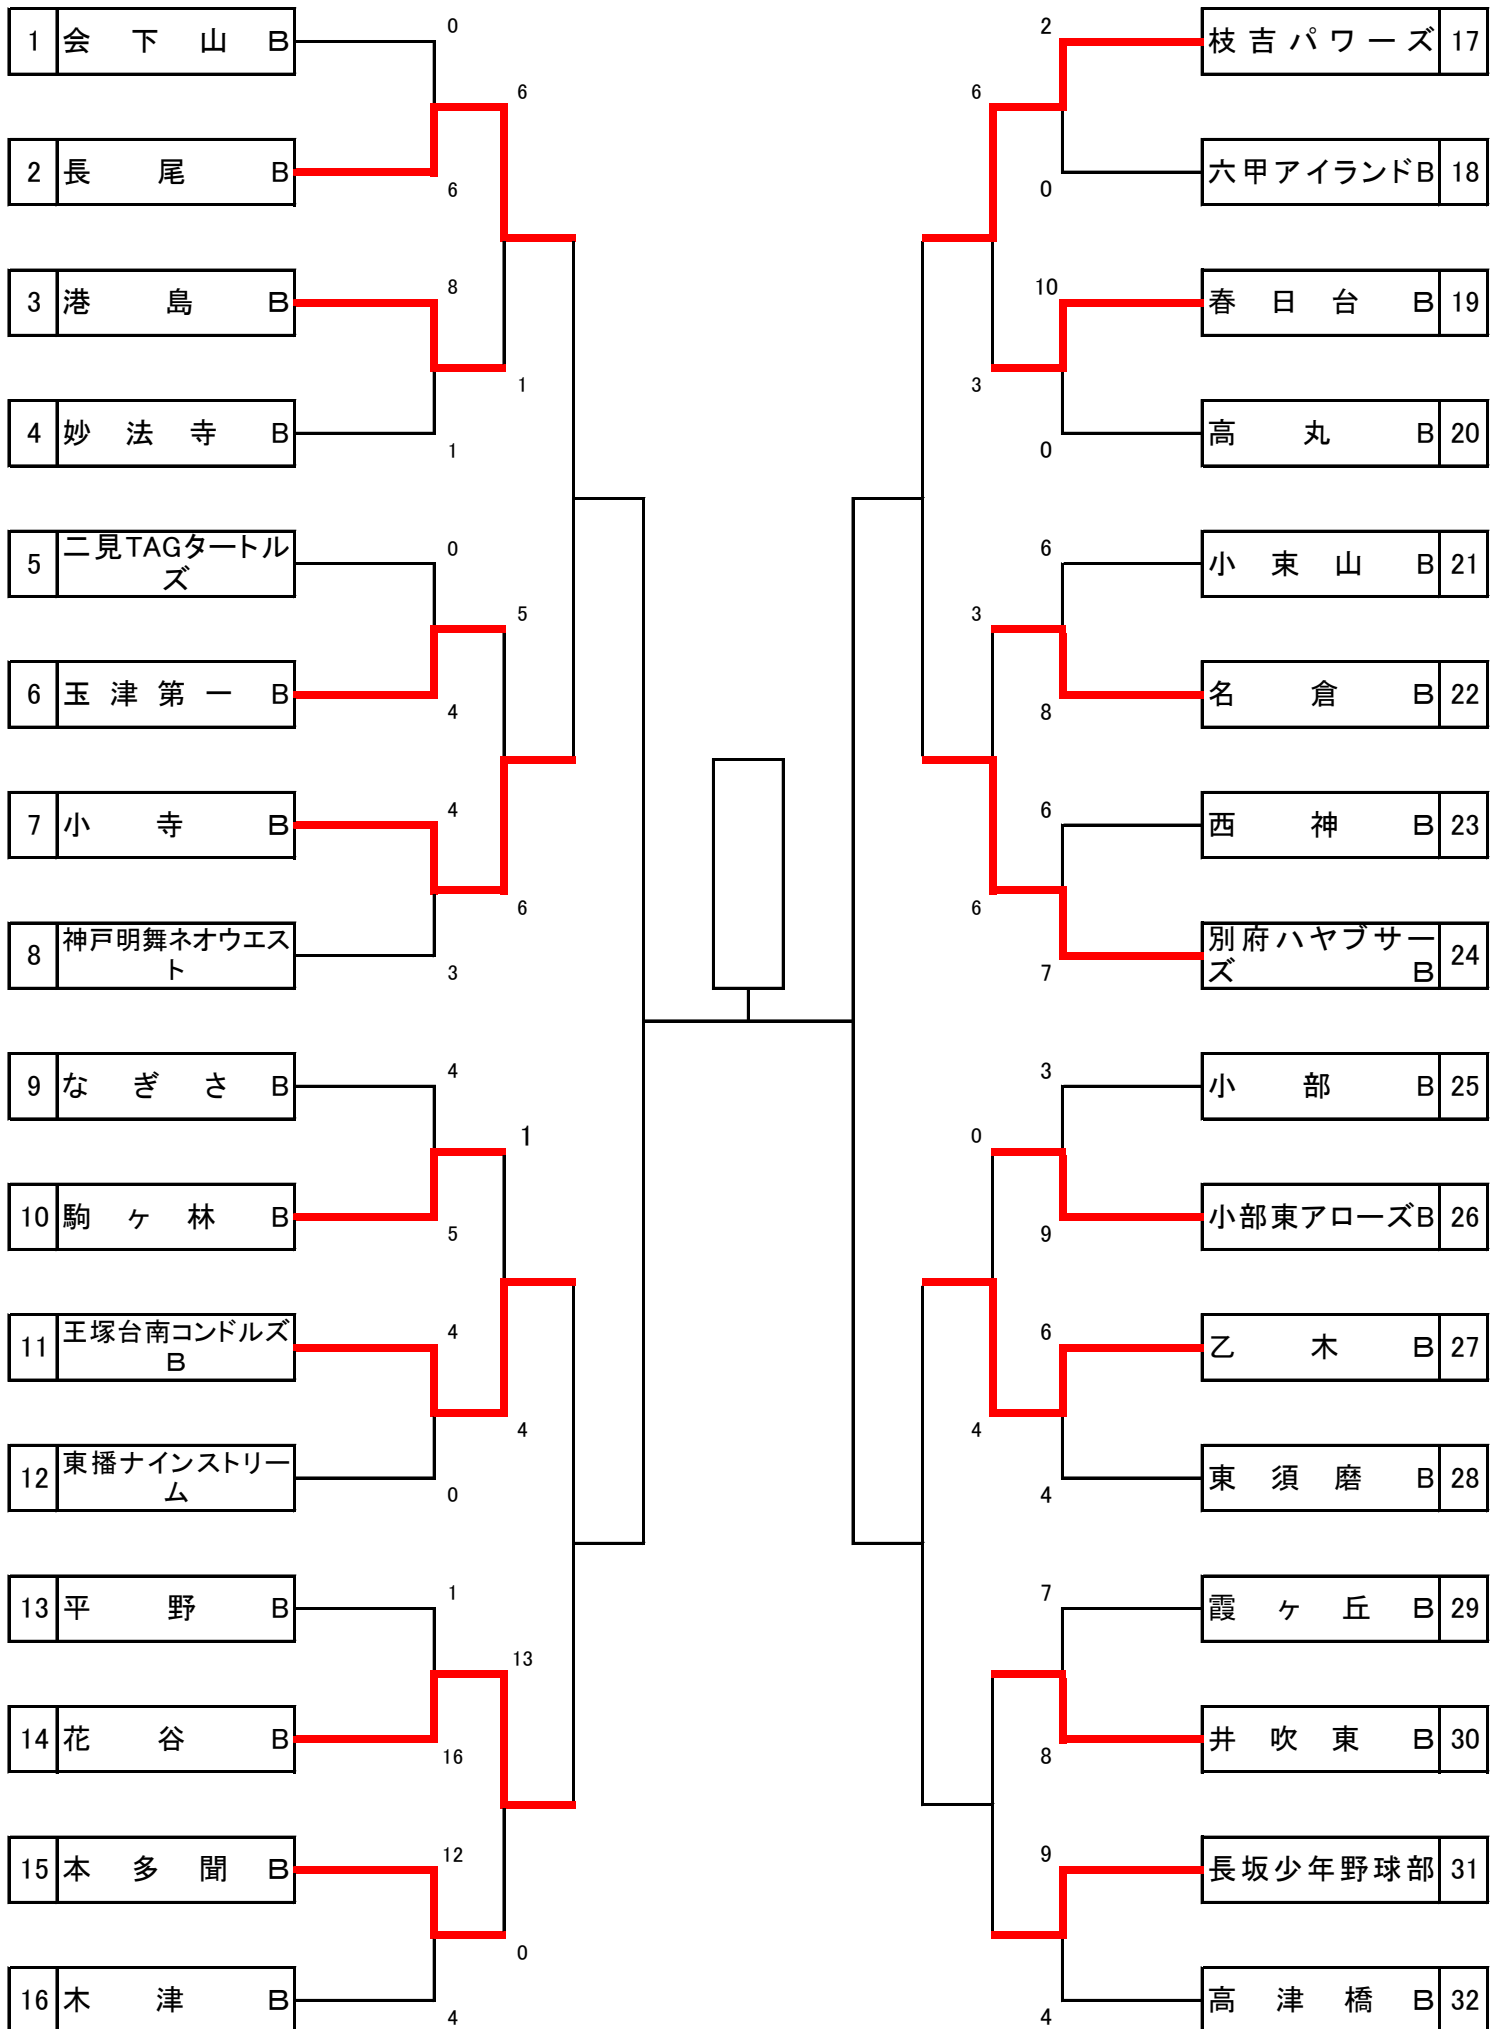 1 会下山 B
0
6
2 長尾 B
6
3 港島 B
8
1
4 妙法寺 B
1
5 二見TAGタートル
ズ
0
5
6 玉津第一 B
4
7 小寺 B
4
6
8 神戸明舞ネオウエス
ト
3
9 なぎさ B
4
1
10 駒ヶ林 B
5
11 王塚台南コンドルズ
B
4
4
12 東播ナインストリー
ム
0
13 平野 B
1
13
14 花谷 B
16
15 本多聞 B
12
0
16 木津 B
4
2
枝吉パワーズ 17
6
六甲アイランドB 18
0
10
春日台 B 19
3
高丸 B 20
0
6
小束山 B 21
3
名倉 B 22
8
6
西神 B 23
6
別府ハヤブサー
ズ B 24
7
3
小部 B 25
0
小部東アローズB 26
9
6
乙木 B 27
4
東須磨 B 28
4
7
霞ヶ丘 B 29
井吹東 B 30
8
9
長坂少年野球部 31
高津橋 B 32
4